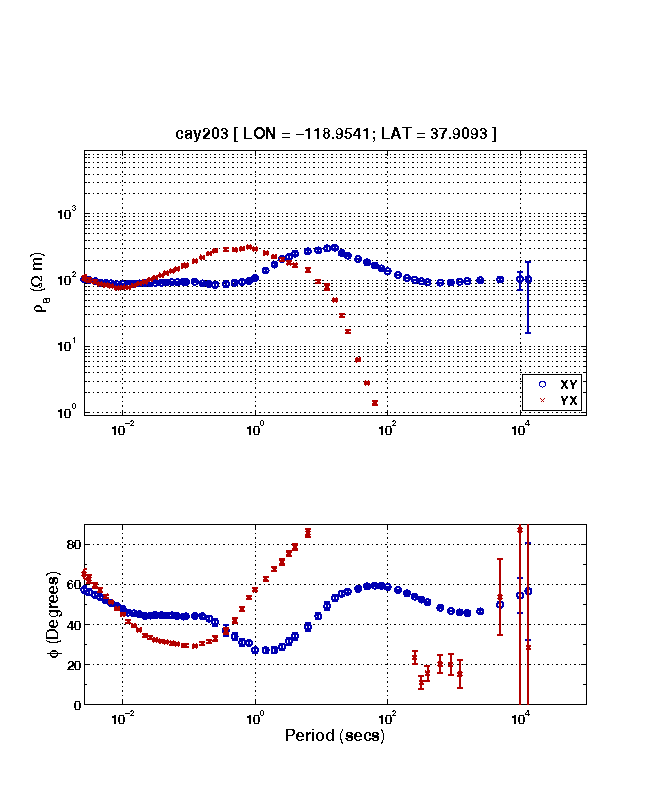 cay203 [ LON = −118.9541; LAT = 37.9093 ]
10³
10²
10¹
10⁰
ρa (Ω m)
XY
YX
10⁻² 10⁰ 10² 10⁴
80
60
40
20
0
ϕ (Degrees)
10⁻² 10⁰ 10² 10⁴
Period (secs)